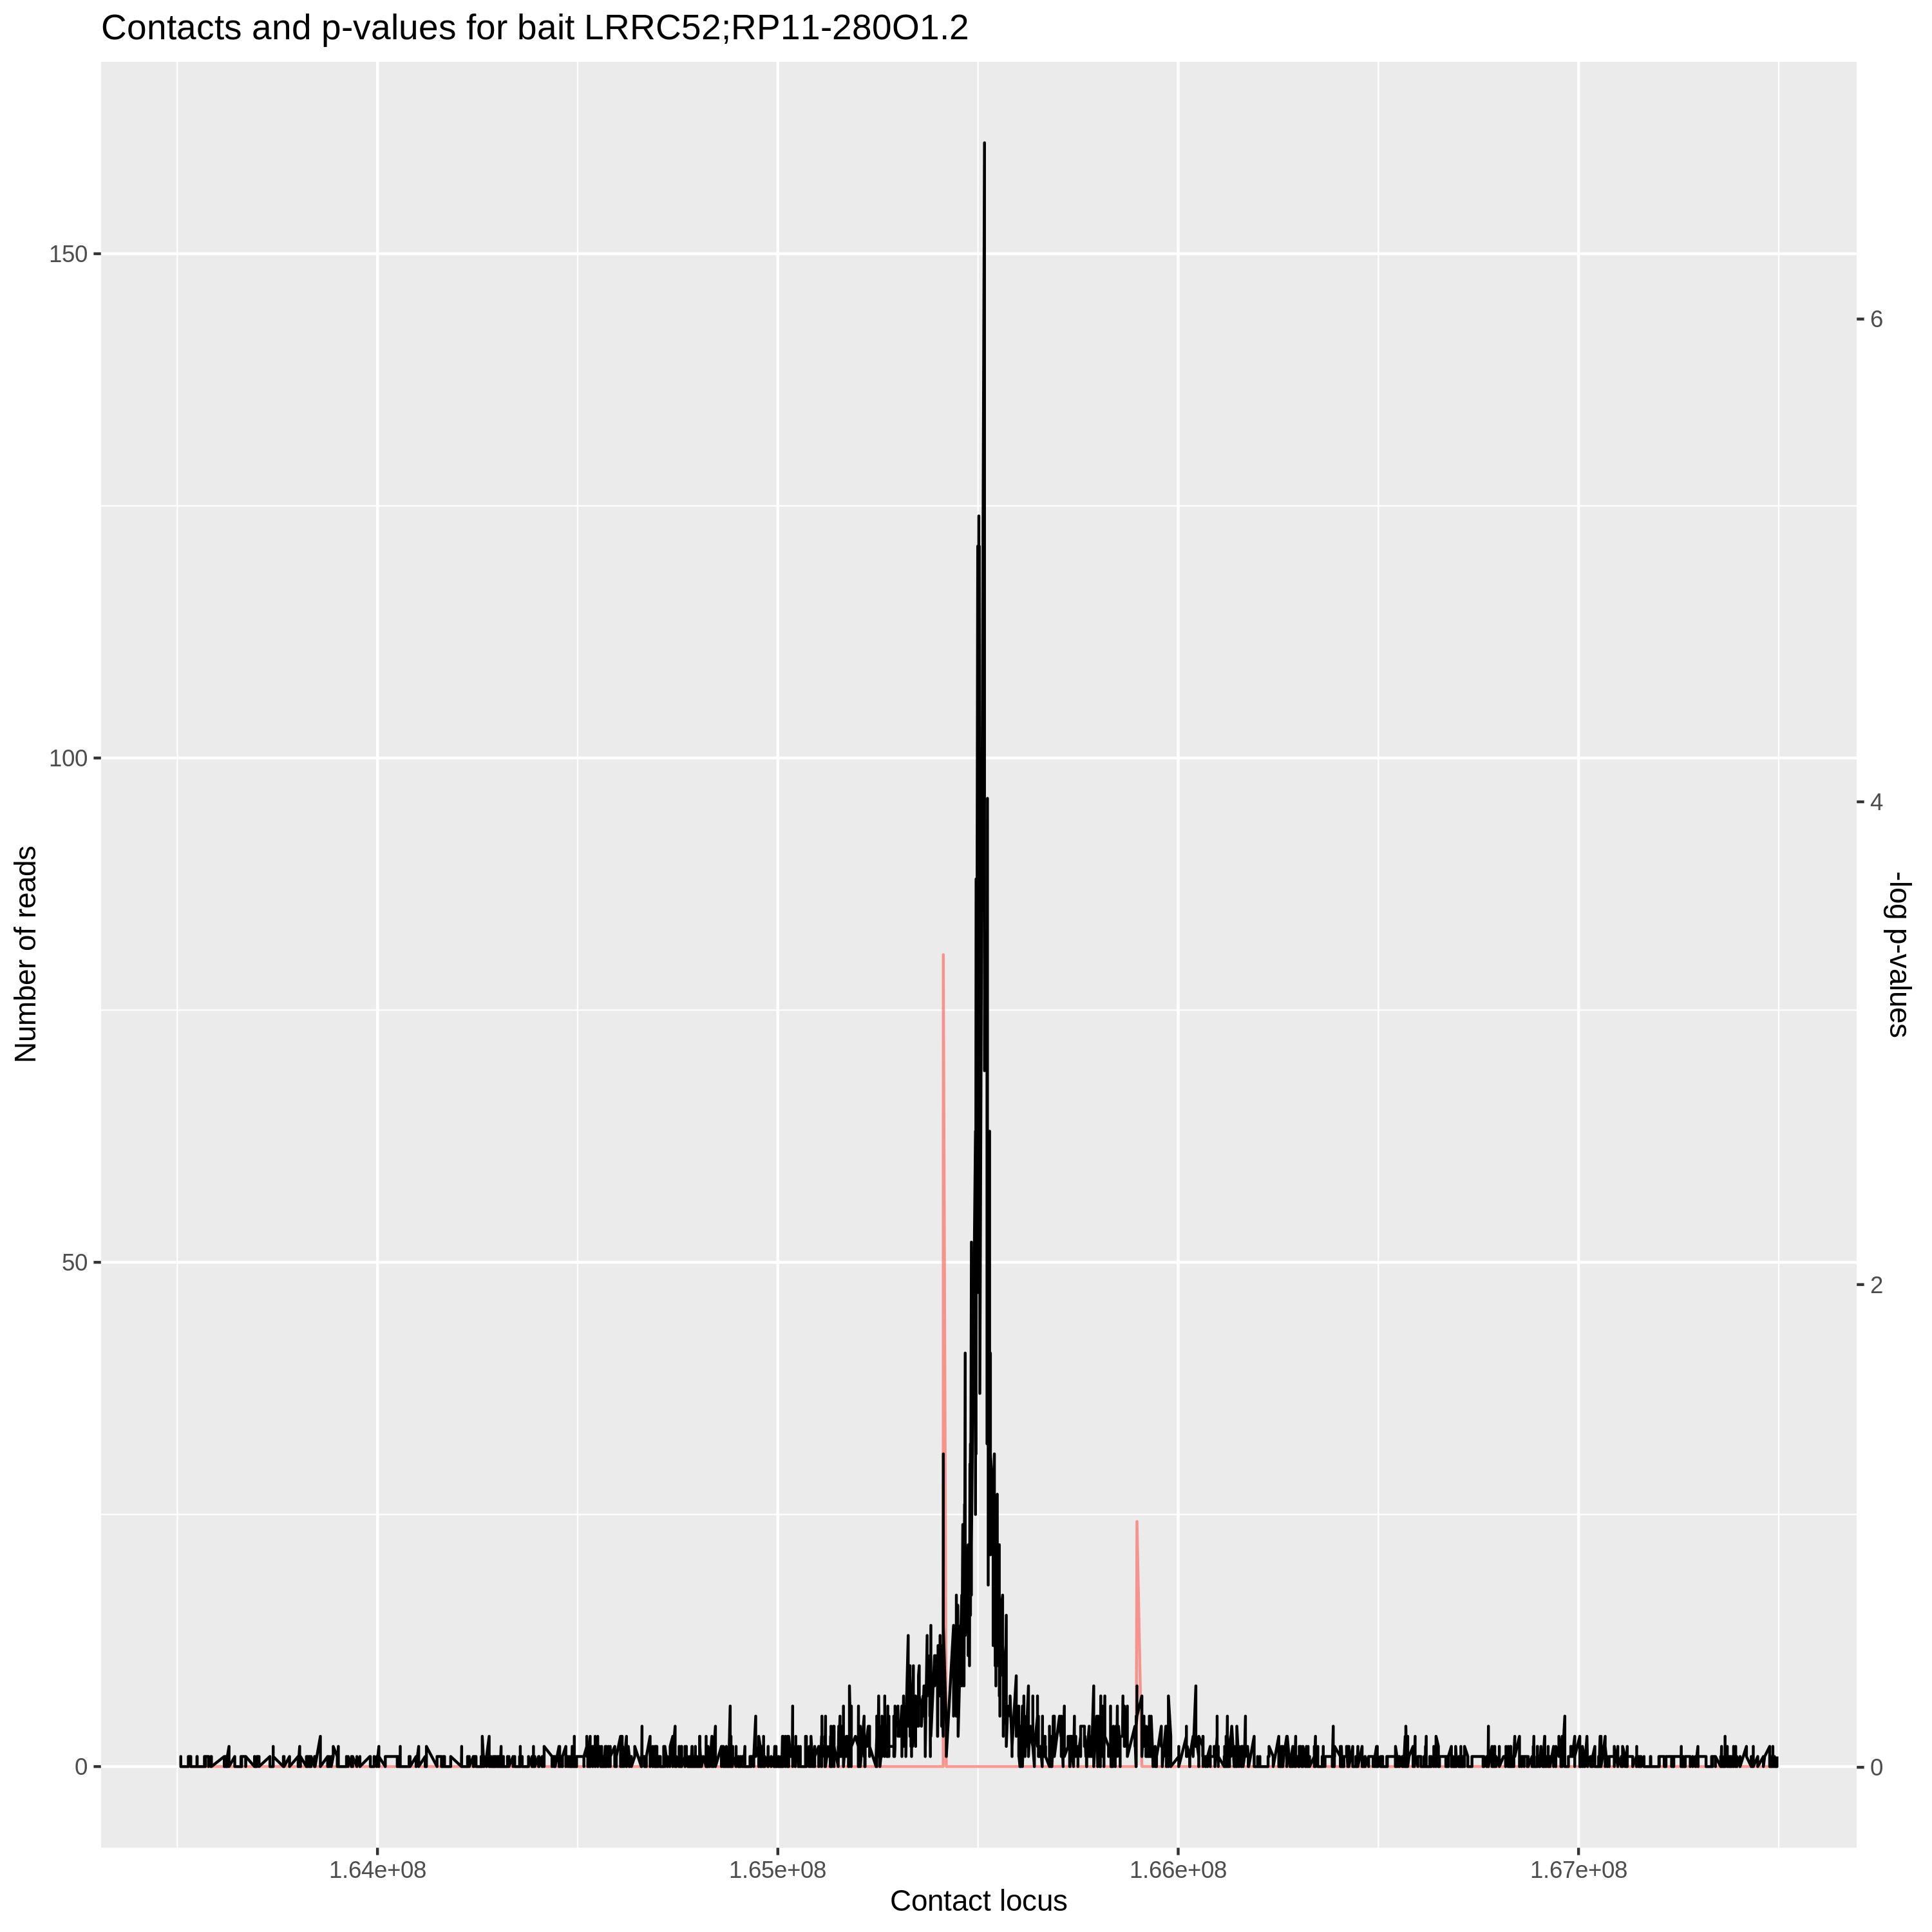 Contacts and p-values for bait LRRC52;RP11-280O1.2
150
100
50
0
Number of reads
6
4
2
0
-log p-values
1.64e+08
1.65e+08
1.66e+08
1.67e+08
Contact locus